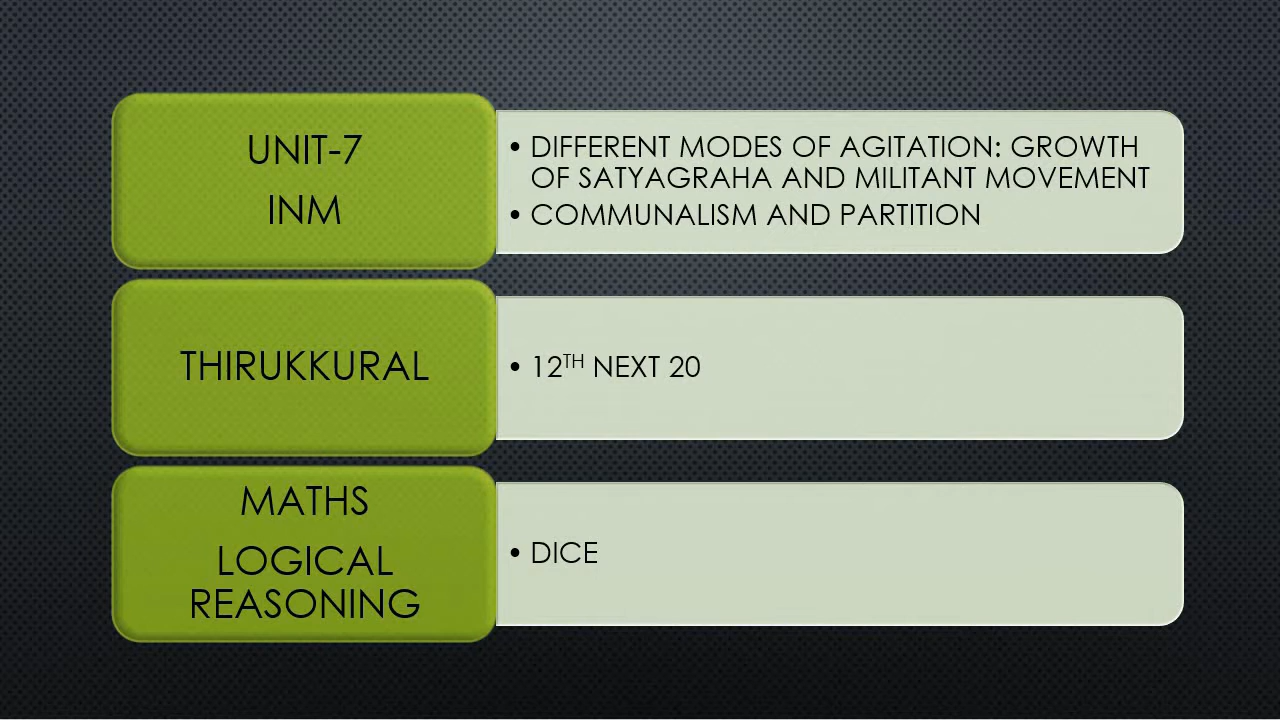 UNIT-7
INM
• DIFFERENT MODES OF AGITATION: GROWTH
OF SATYAGRAHA AND MILITANT MOVEMENT
• COMMUNALISM AND PARTITION
THIRUKKURAL
• 12TH NEXT 20
MATHS
LOGICAL
REASONING
• DICE